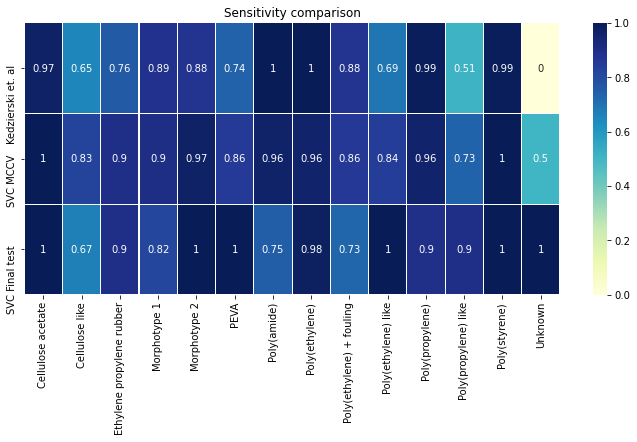 Sensitivity comparison
Kedzierski et. al
0.97 0.65 0.76 0.89 0.88 0.74 1 1 0.88 0.69 0.99 0.51 0.99 0
SVC MCCV
1 0.83 0.9 0.9 0.97 0.86 0.96 0.96 0.86 0.84 0.96 0.73 1 0.5
SVC Final test
1 0.67 0.9 0.82 1 1 0.75 0.98 0.73 1 0.9 0.9 1 1
Cellulose acetate
Cellulose like
Ethylene propylene rubber
Morphotype 1
Morphotype 2
PEVA
Poly(amide)
Poly(ethylene)
Poly(ethylene) + fouling
Poly(ethylene) like
Poly(propylene)
Poly(propylene) like
Poly(styrene)
Unknown
1.0
0.8
0.6
0.4
0.2
0.0